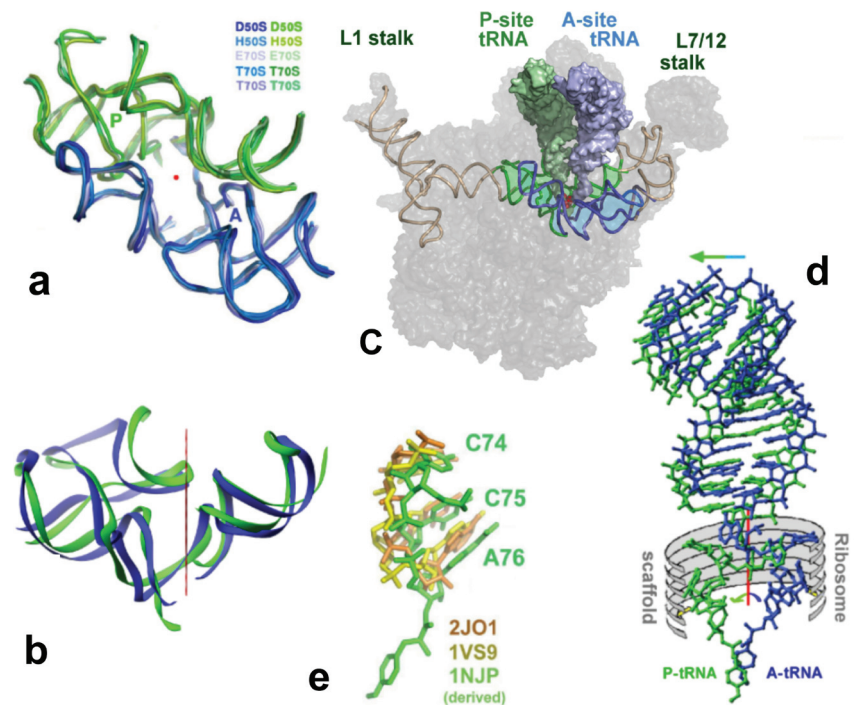 D50S D50S
H50S H50S
E70S E70S
T70S T70S
T70S T70S
P
A
a
L1 stalk
P-site
tRNA
A-site
tRNA
L7/12
stalk
C
d
b
C74
C75
A76
2JO1
1VS9
1NJP
(derived)
e
Ribosome
scaffold
P-tRNA
A-tRNA